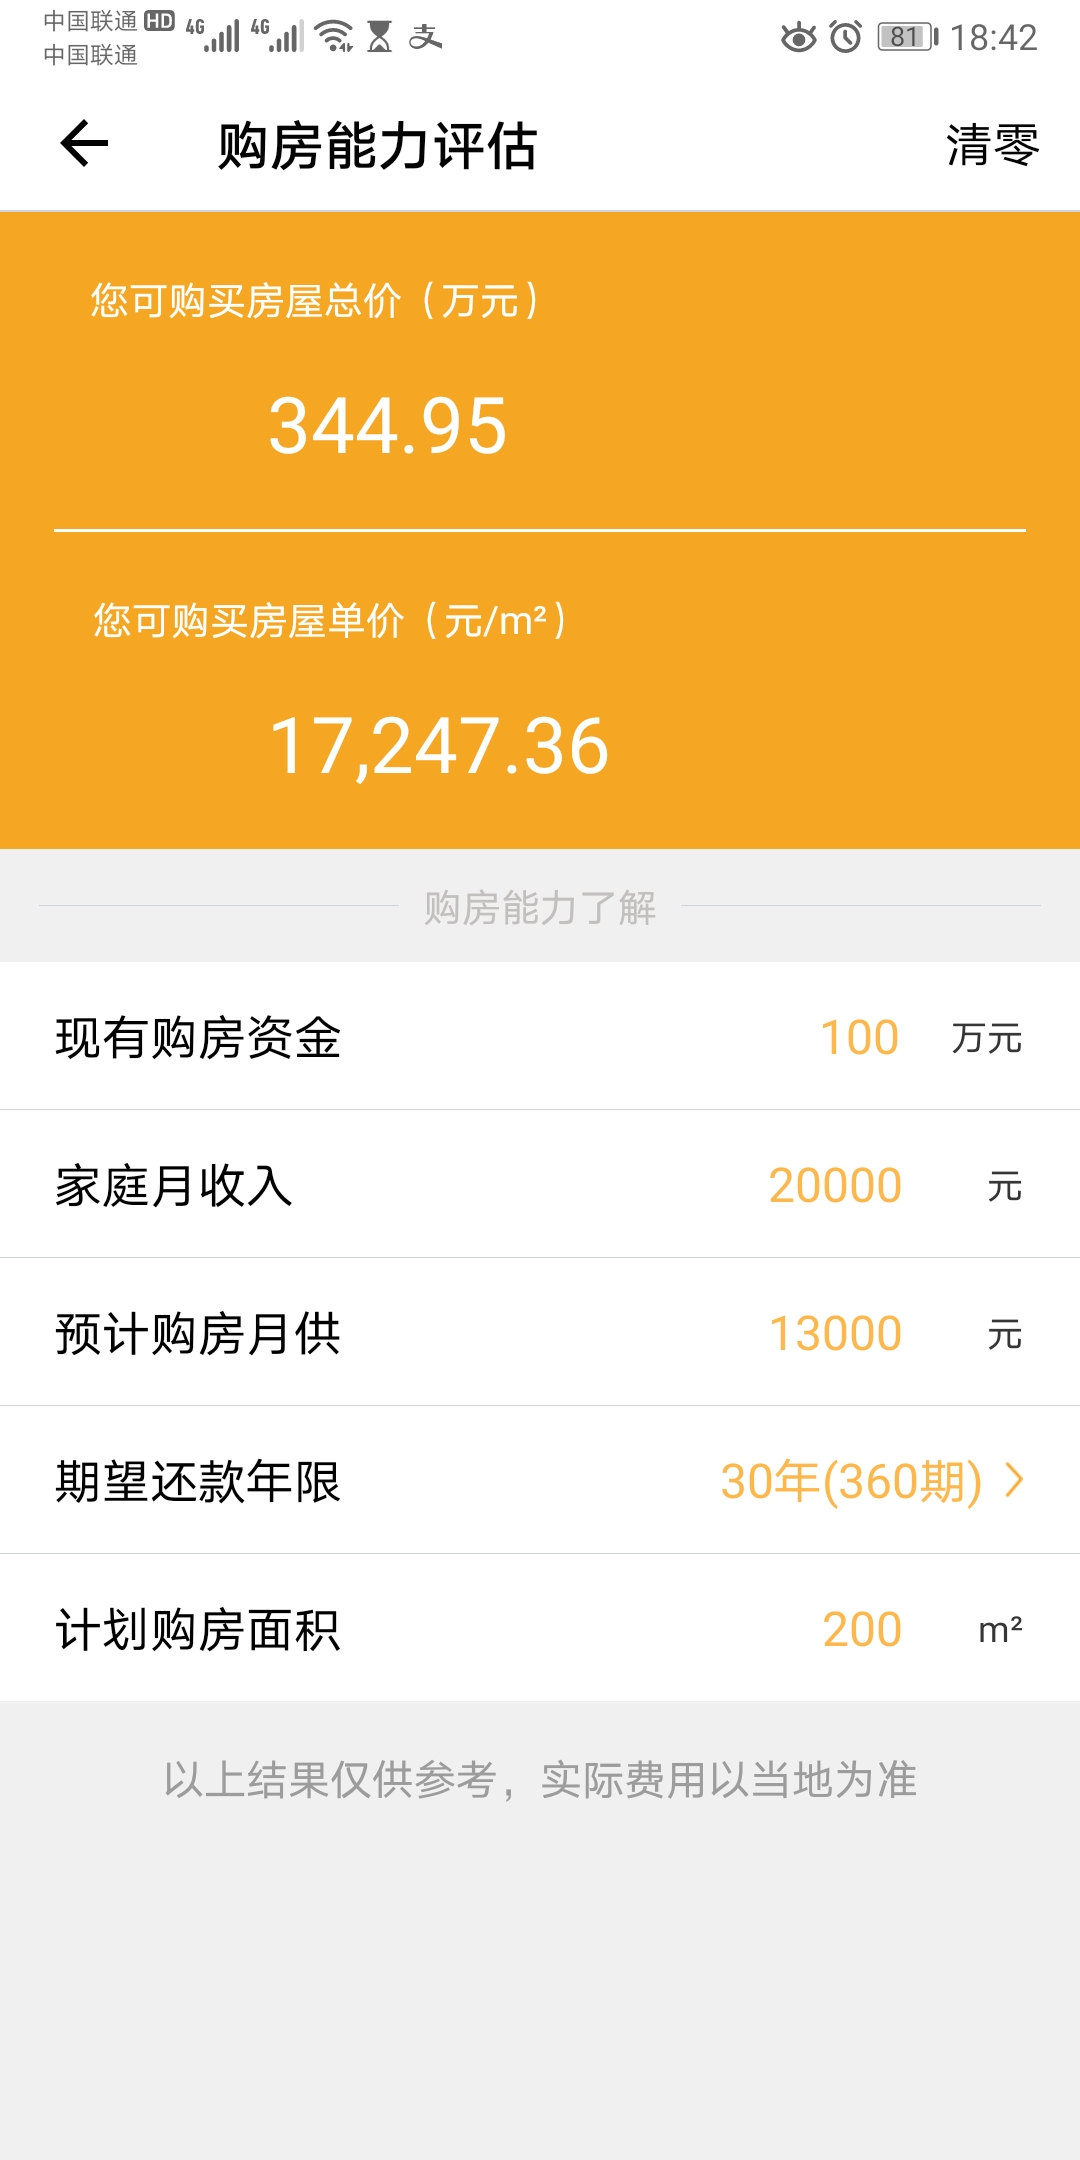 中国联通 HD 4G 4G 81 18:42
中国联通
购房能力评估 清零
您可购买房屋总价（万元）
344.95
您可购买房屋单价（元/m²）
17,247.36
购房能力了解
现有购房资金 100 万元
家庭月收入 20000 元
预计购房月供 13000 元
期望还款年限 30年(360期)
计划购房面积 200 m²
以上结果仅供参考，实际费用以当地为准